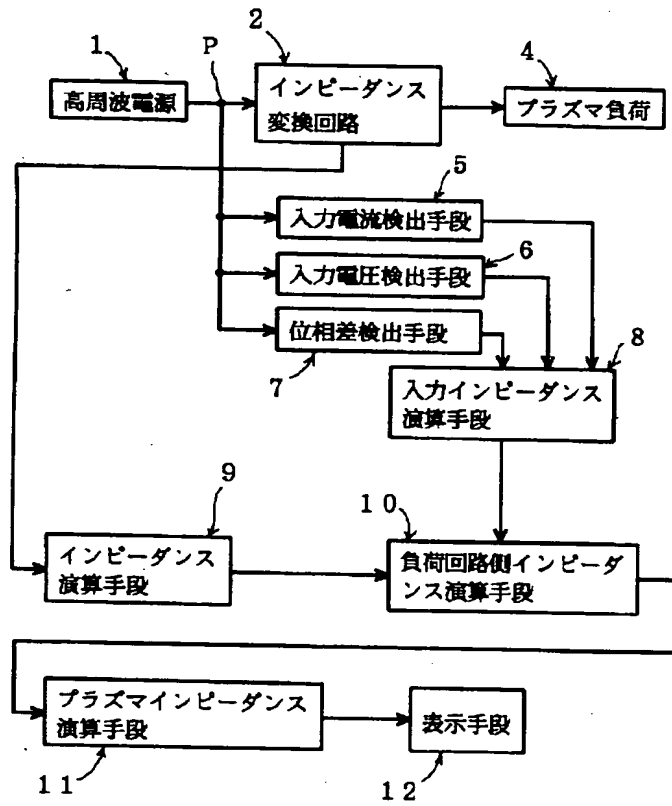 1
P
2
4
高周波電源
インピーダンス
変換回路
プラズマ負荷
5
入力電流検出手段
6
入力電圧検出手段
位相差検出手段
7
8
入力インピーダンス
演算手段
9
10
インピーダンス
演算手段
負荷回路側インピーダ
ンス演算手段
プラズマインピーダンス
演算手段
表示手段
11
12